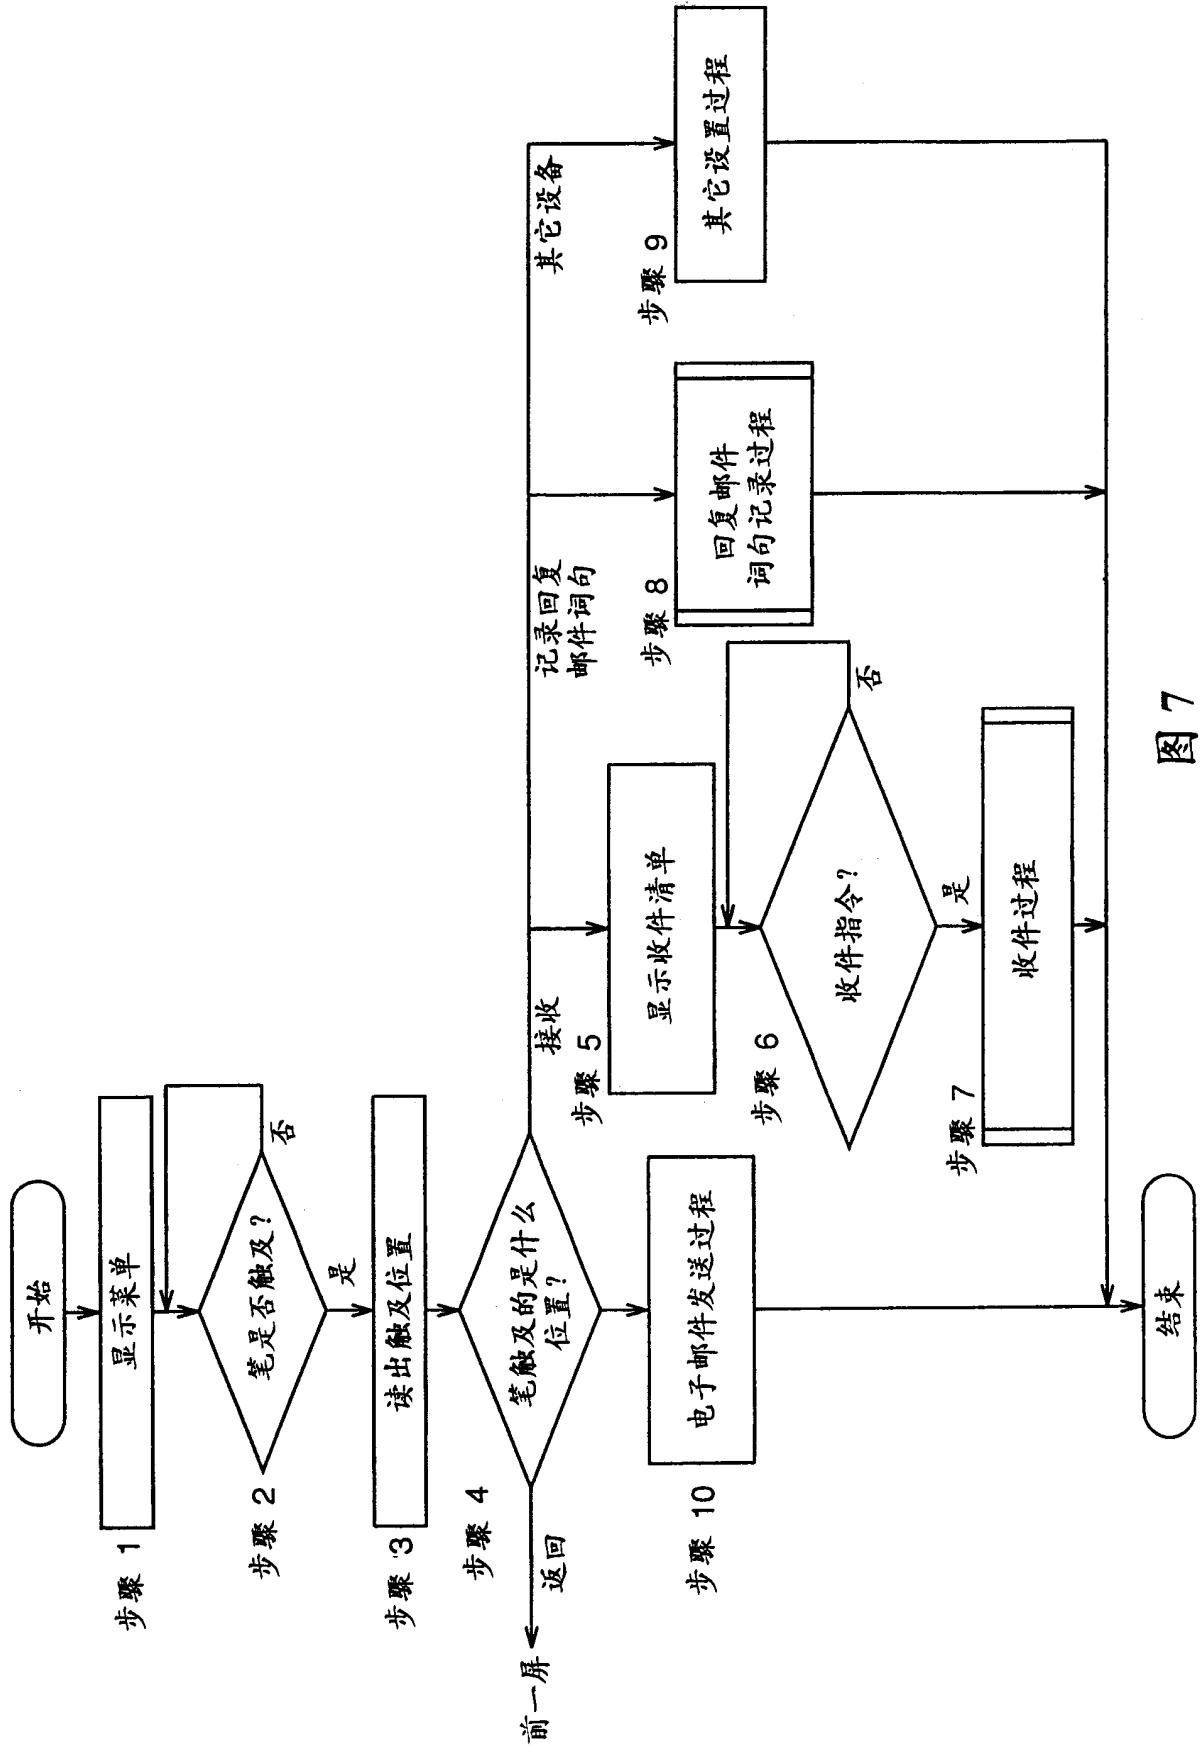 开始
步骤 1
显示菜单
步骤 2
笔是否触及？
否
是
步骤 3
读出触及位置
步骤 4
笔触及的是什么
位置？
返回
前一屏
接收
记录回复
邮件词句
其它设备
步骤 5
显示收件清单
步骤 6
收件指令？
否
是
步骤 7
收件过程
步骤 8
回复邮件
词句记录过程
步骤 9
其它设置过程
步骤 10
电子邮件发送过程
结束
图 7